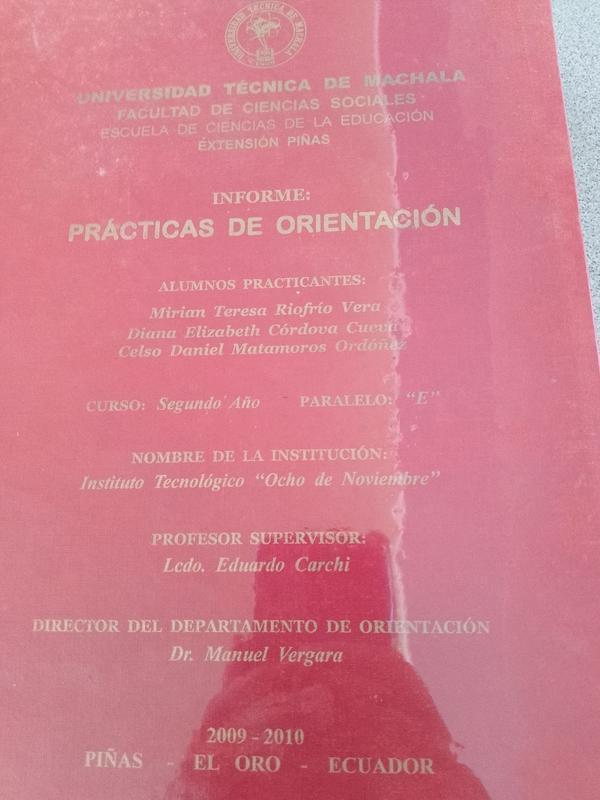 UNIVERSIDAD TÉCNICA DE MACHALA
UNIVERSIDAD TÉCNICA DE MACHALA
FACULTAD DE CIENCIAS SOCIALES
ESCUELA DE CIENCIAS DE LA EDUCACIÓN
EXTENSIÓN PIÑAS
INFORME:
PRÁCTICAS DE ORIENTACIÓN
ALUMNOS PRACTICANTES:
Mirian Teresa Riofrío Vera
Diana Elizabeth Córdova Cueva
Celso Daniel Matamoros Ordóñez
CURSO: Segundo Año PARALELO: "E"
NOMBRE DE LA INSTITUCIÓN:
Instituto Tecnológico "Ocho de Noviembre"
PROFESOR SUPERVISOR:
Lcdo. Eduardo Carchi
DIRECTOR DEL DEPARTAMENTO DE ORIENTACIÓN
Dr. Manuel Vergara
2009 - 2010
PIÑAS - EL ORO - ECUADOR